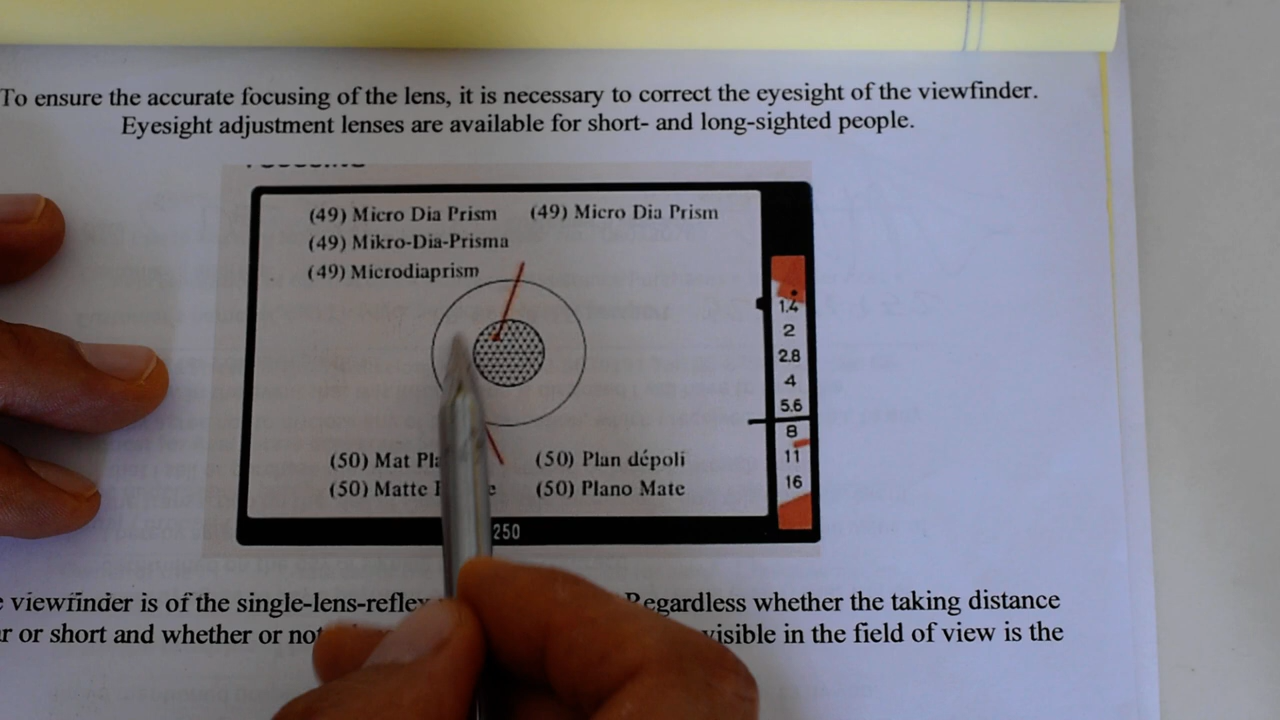 To ensure the accurate focusing of the lens, it is necessary to correct the eyesight of the viewfinder.
Eyesight adjustment lenses are available for short- and long-sighted people.
(49) Micro Dia Prism (49) Micro Dia Prism
(49) Mikro-Dia-Prisma
(49) Microdiaprism
1.4
2
2.8
4
5.6
8
11
16
(50) Mat (50) Plan dépoli
(50) Matte (50) Plano Mate
250
viewfinder is of the Regardless whether the taking distance
or short and whether or visible in the field of view is the